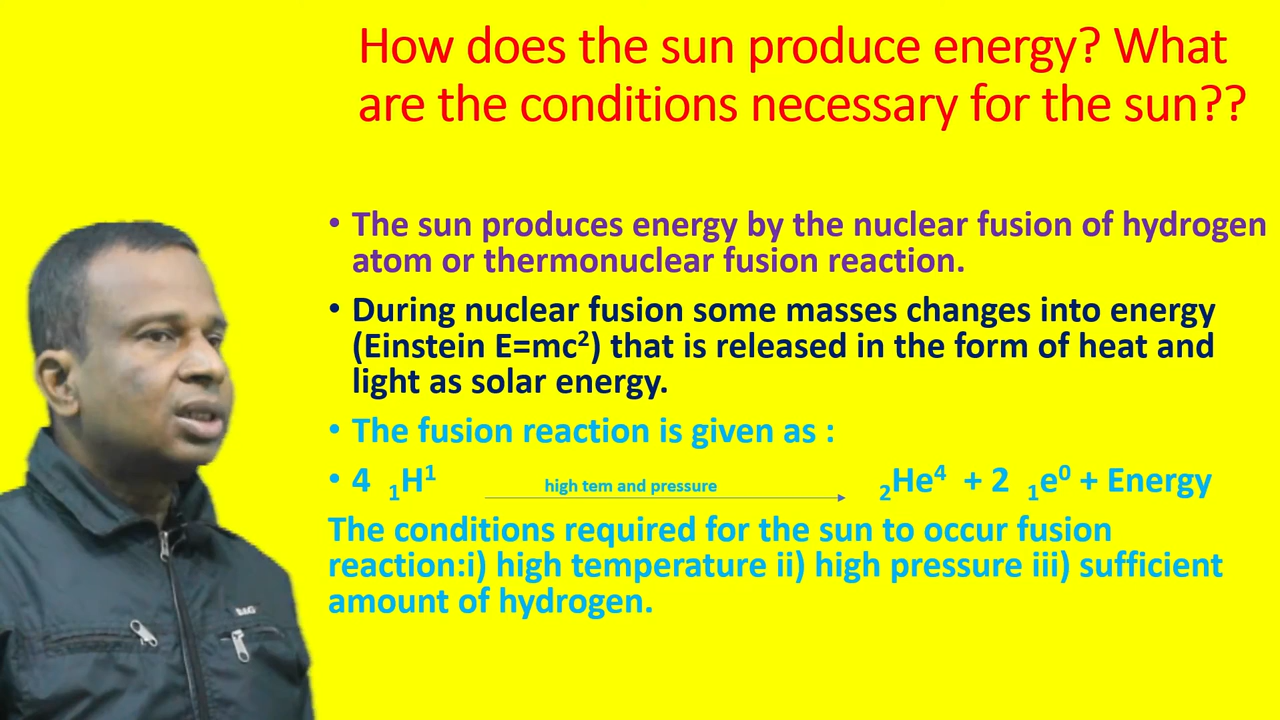 How does the sun produce energy? What
are the conditions necessary for the sun??
• The sun produces energy by the nuclear fusion of hydrogen
atom or thermonuclear fusion reaction.
• During nuclear fusion some masses changes into energy
(Einstein E=mc²) that is released in the form of heat and
light as solar energy.
• The fusion reaction is given as :
• 4 ₁H¹ high tem and pressure ₂He⁴ + 2 ₁e⁰ + Energy
The conditions required for the sun to occur fusion
reaction:i) high temperature ii) high pressure iii) sufficient
amount of hydrogen.